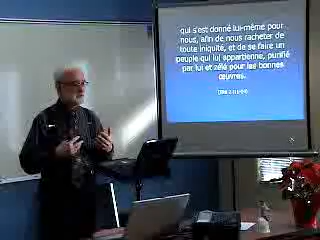 qui s'est donné lui-même pour
nous, afin de nous racheter de
toute iniquité, et de se faire un
peuple qui lui appartienne, purifié
par lui et zélé pour les bonnes
œuvres.